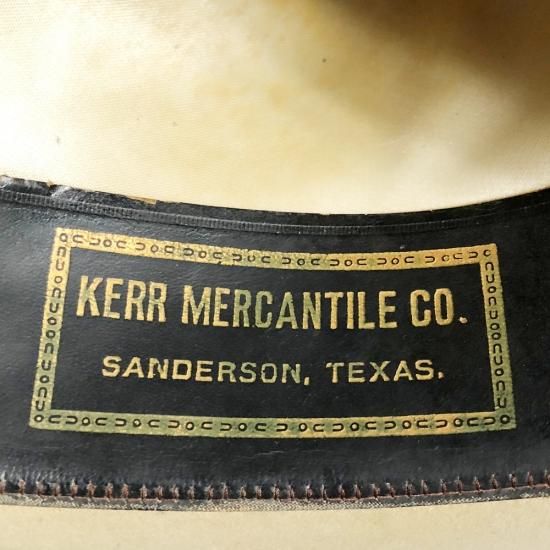 KERR MERCANTILE CO.
SANDERSON, TEXAS.